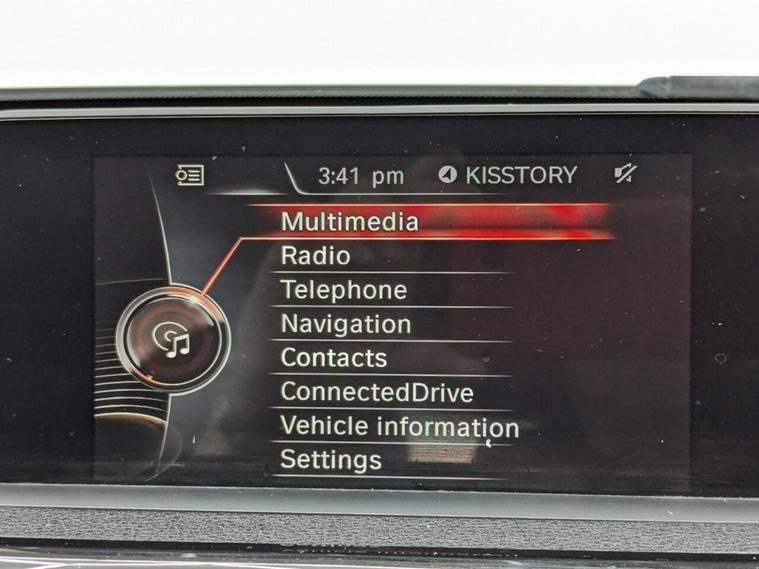 3:41 pm KISSTORY
Multimedia
Radio
Telephone
Navigation
Contacts
ConnectedDrive
Vehicle information
Settings